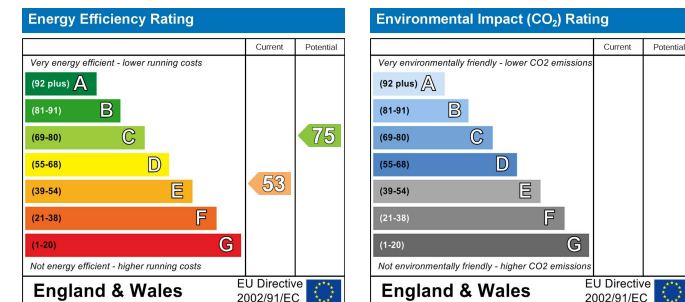 Energy Efficiency Rating
Current Potential
Very energy efficient - lower running costs
(92 plus) A
(81-91) B
(69-80) C
75
(55-68) D
(39-54) E
53
(21-38) F
(1-20) G
Not energy efficient - higher running costs
England & Wales
EU Directive
2002/91/EC
Environmental Impact (CO2) Rating
Current Potential
Very environmentally friendly - lower CO2 emissions
(92 plus) A
(81-91) B
(69-80) C
(55-68) D
(39-54) E
(21-38) F
(1-20) G
Not environmentally friendly - higher CO2 emissions
England & Wales
EU Directive
2002/91/EC